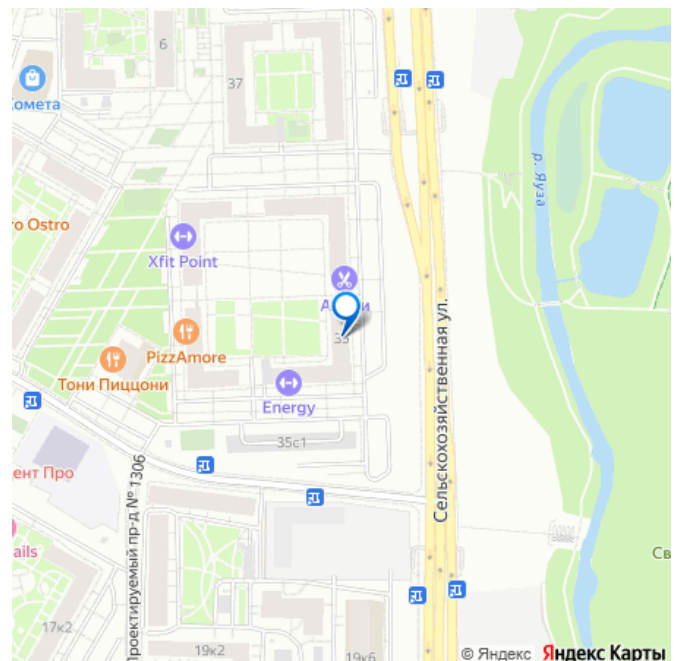 6
37
Комета
р. Яуза
ro Ostro
Xfit Point
PizzAmore
Тони Пиццони
Energy
Сельскохозяйственная ул.
35с1
ент Про
Проектируемый пр-д № 1306
ails
Св
17к2
19к2
19к6
© Яндекс Яндекс Карты